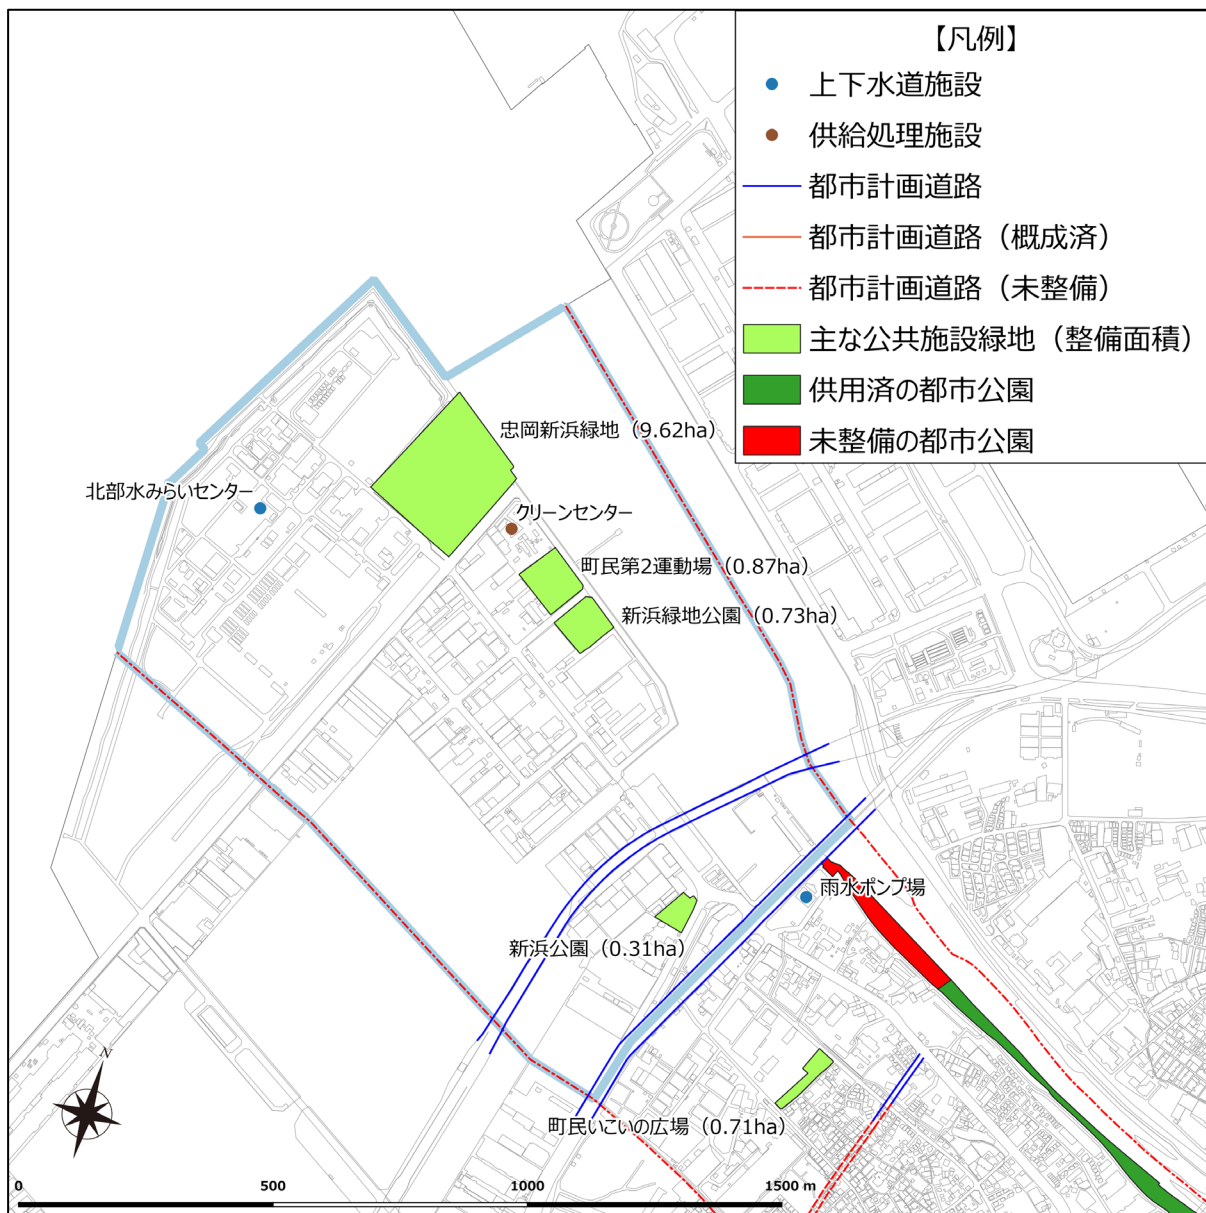 【凡例】
上下水道施設
供給処理施設
都市計画道路
都市計画道路（概成済）
都市計画道路（未整備）
主な公共施設緑地（整備面積）
供用済の都市公園
未整備の都市公園
忠岡新浜緑地（9.62ha）
北部水みらいセンター
クリーンセンター
町民第2運動場（0.87ha）
新浜緑地公園（0.73ha）
雨水ポンプ場
新浜公園（0.31ha）
町民いこいの広場（0.71ha）
N
0 500 1000 1500 m